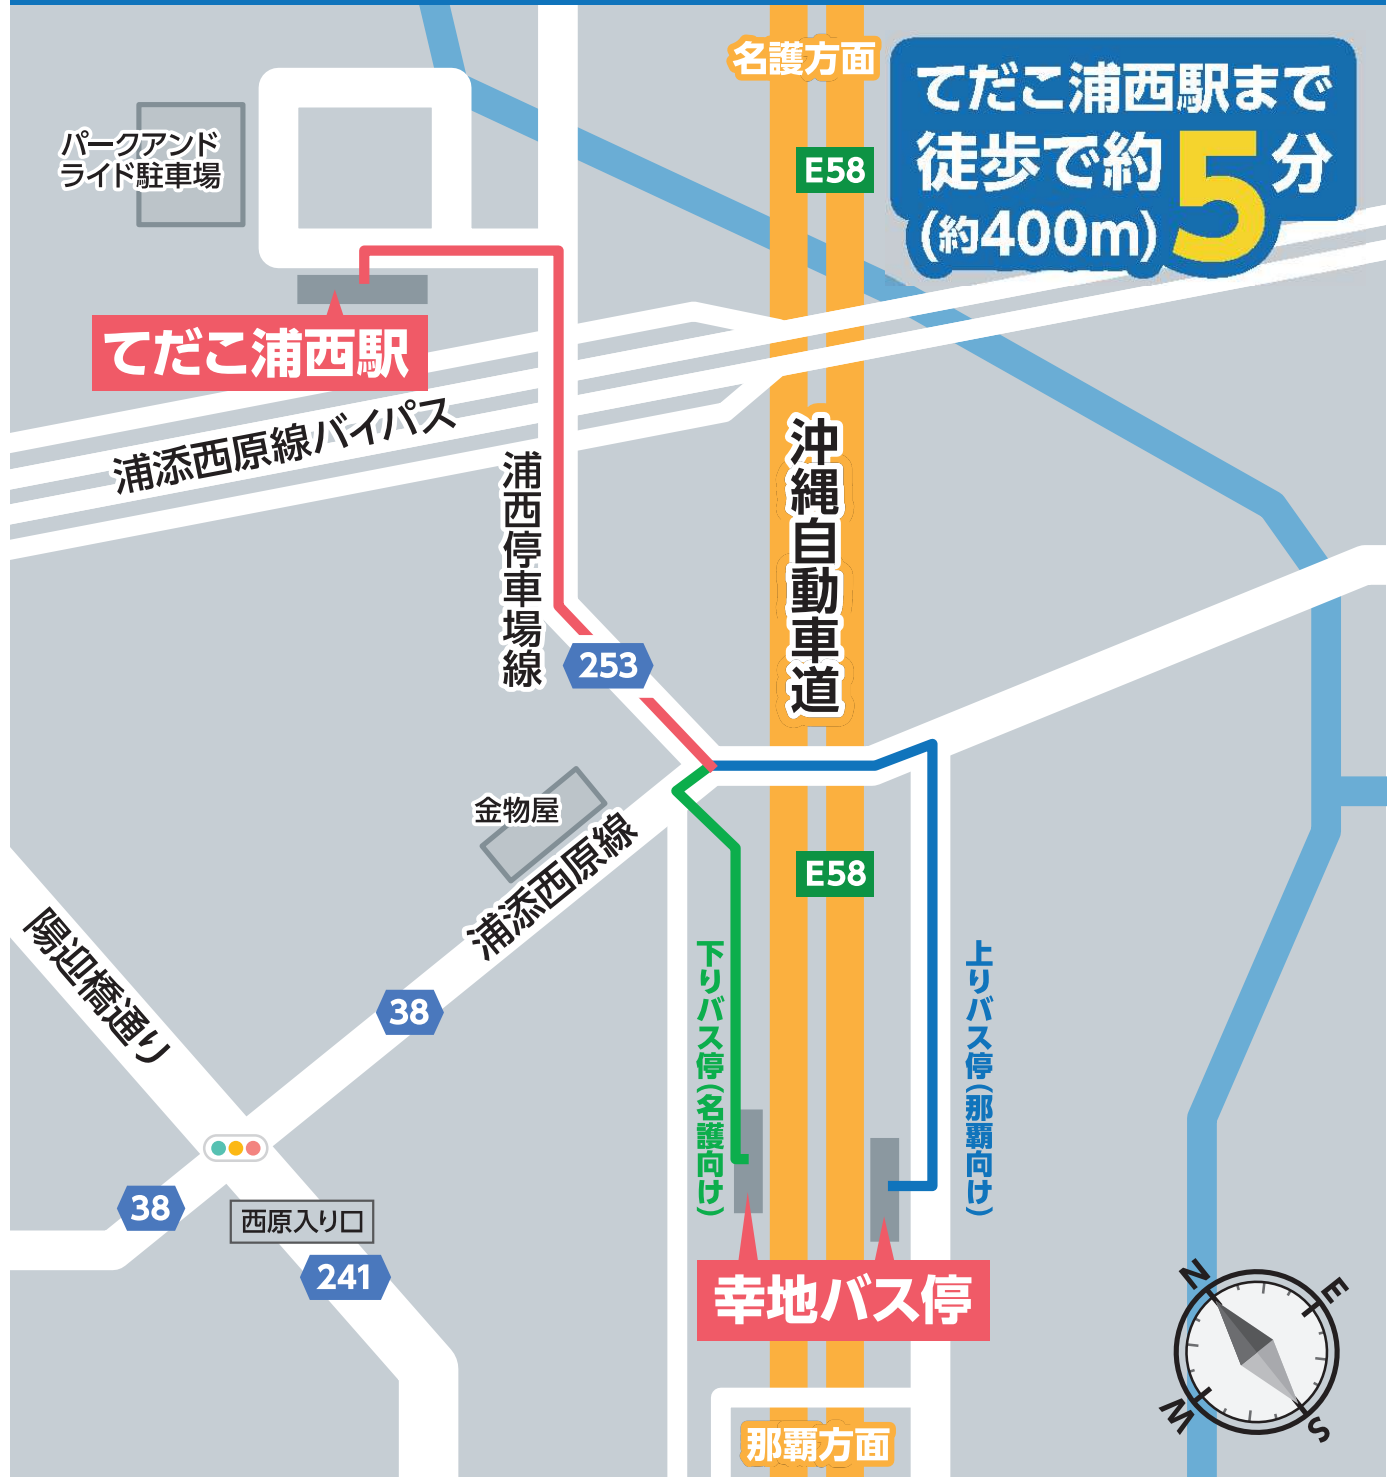 名護方面
てだこ浦西駅まで
徒歩で約5分
(約400m)
E58
パークアンド
ライド駐車場
てだこ浦西駅
浦添西原線バイパス
浦西停車場線
沖縄自動車道
253
金物屋
浦添西原線
E58
陽迎橋通り
38
下りバス停(名護向け)
上りバス停(那覇向け)
38
西原入り口
241
幸地バス停
那覇方面
N
E
W
S